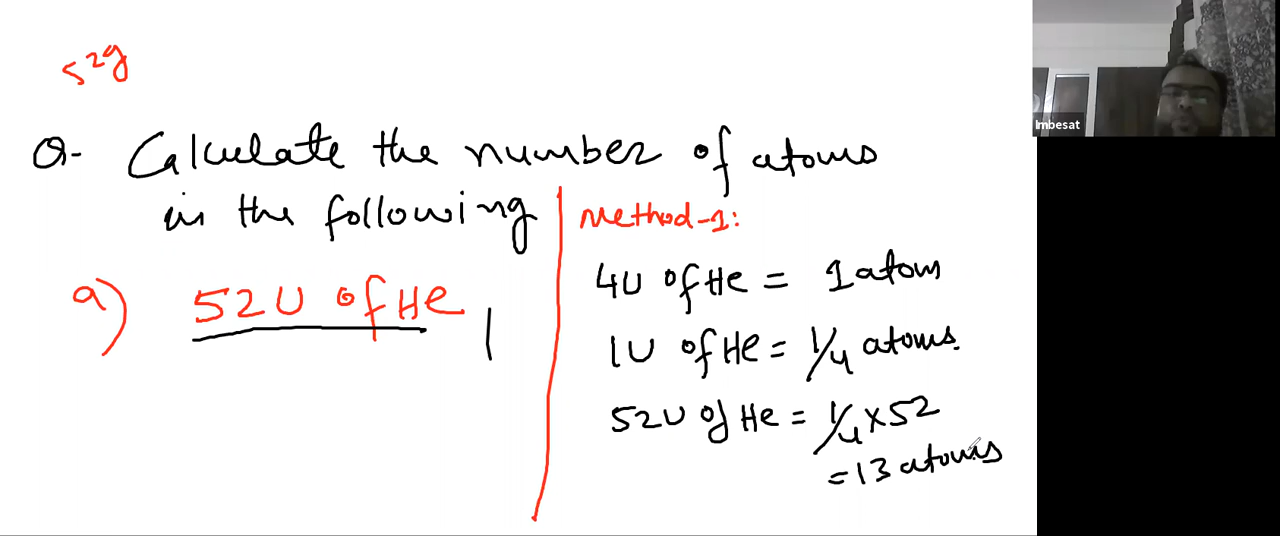 52g
Q- Calculate the number of atoms
in the following
a) 52U of He
Method-1:
4U of He = 1 atom
1U of He = 1/4 atoms.
52U of He = 1/4 x 52
= 13 atoms
Imbesat